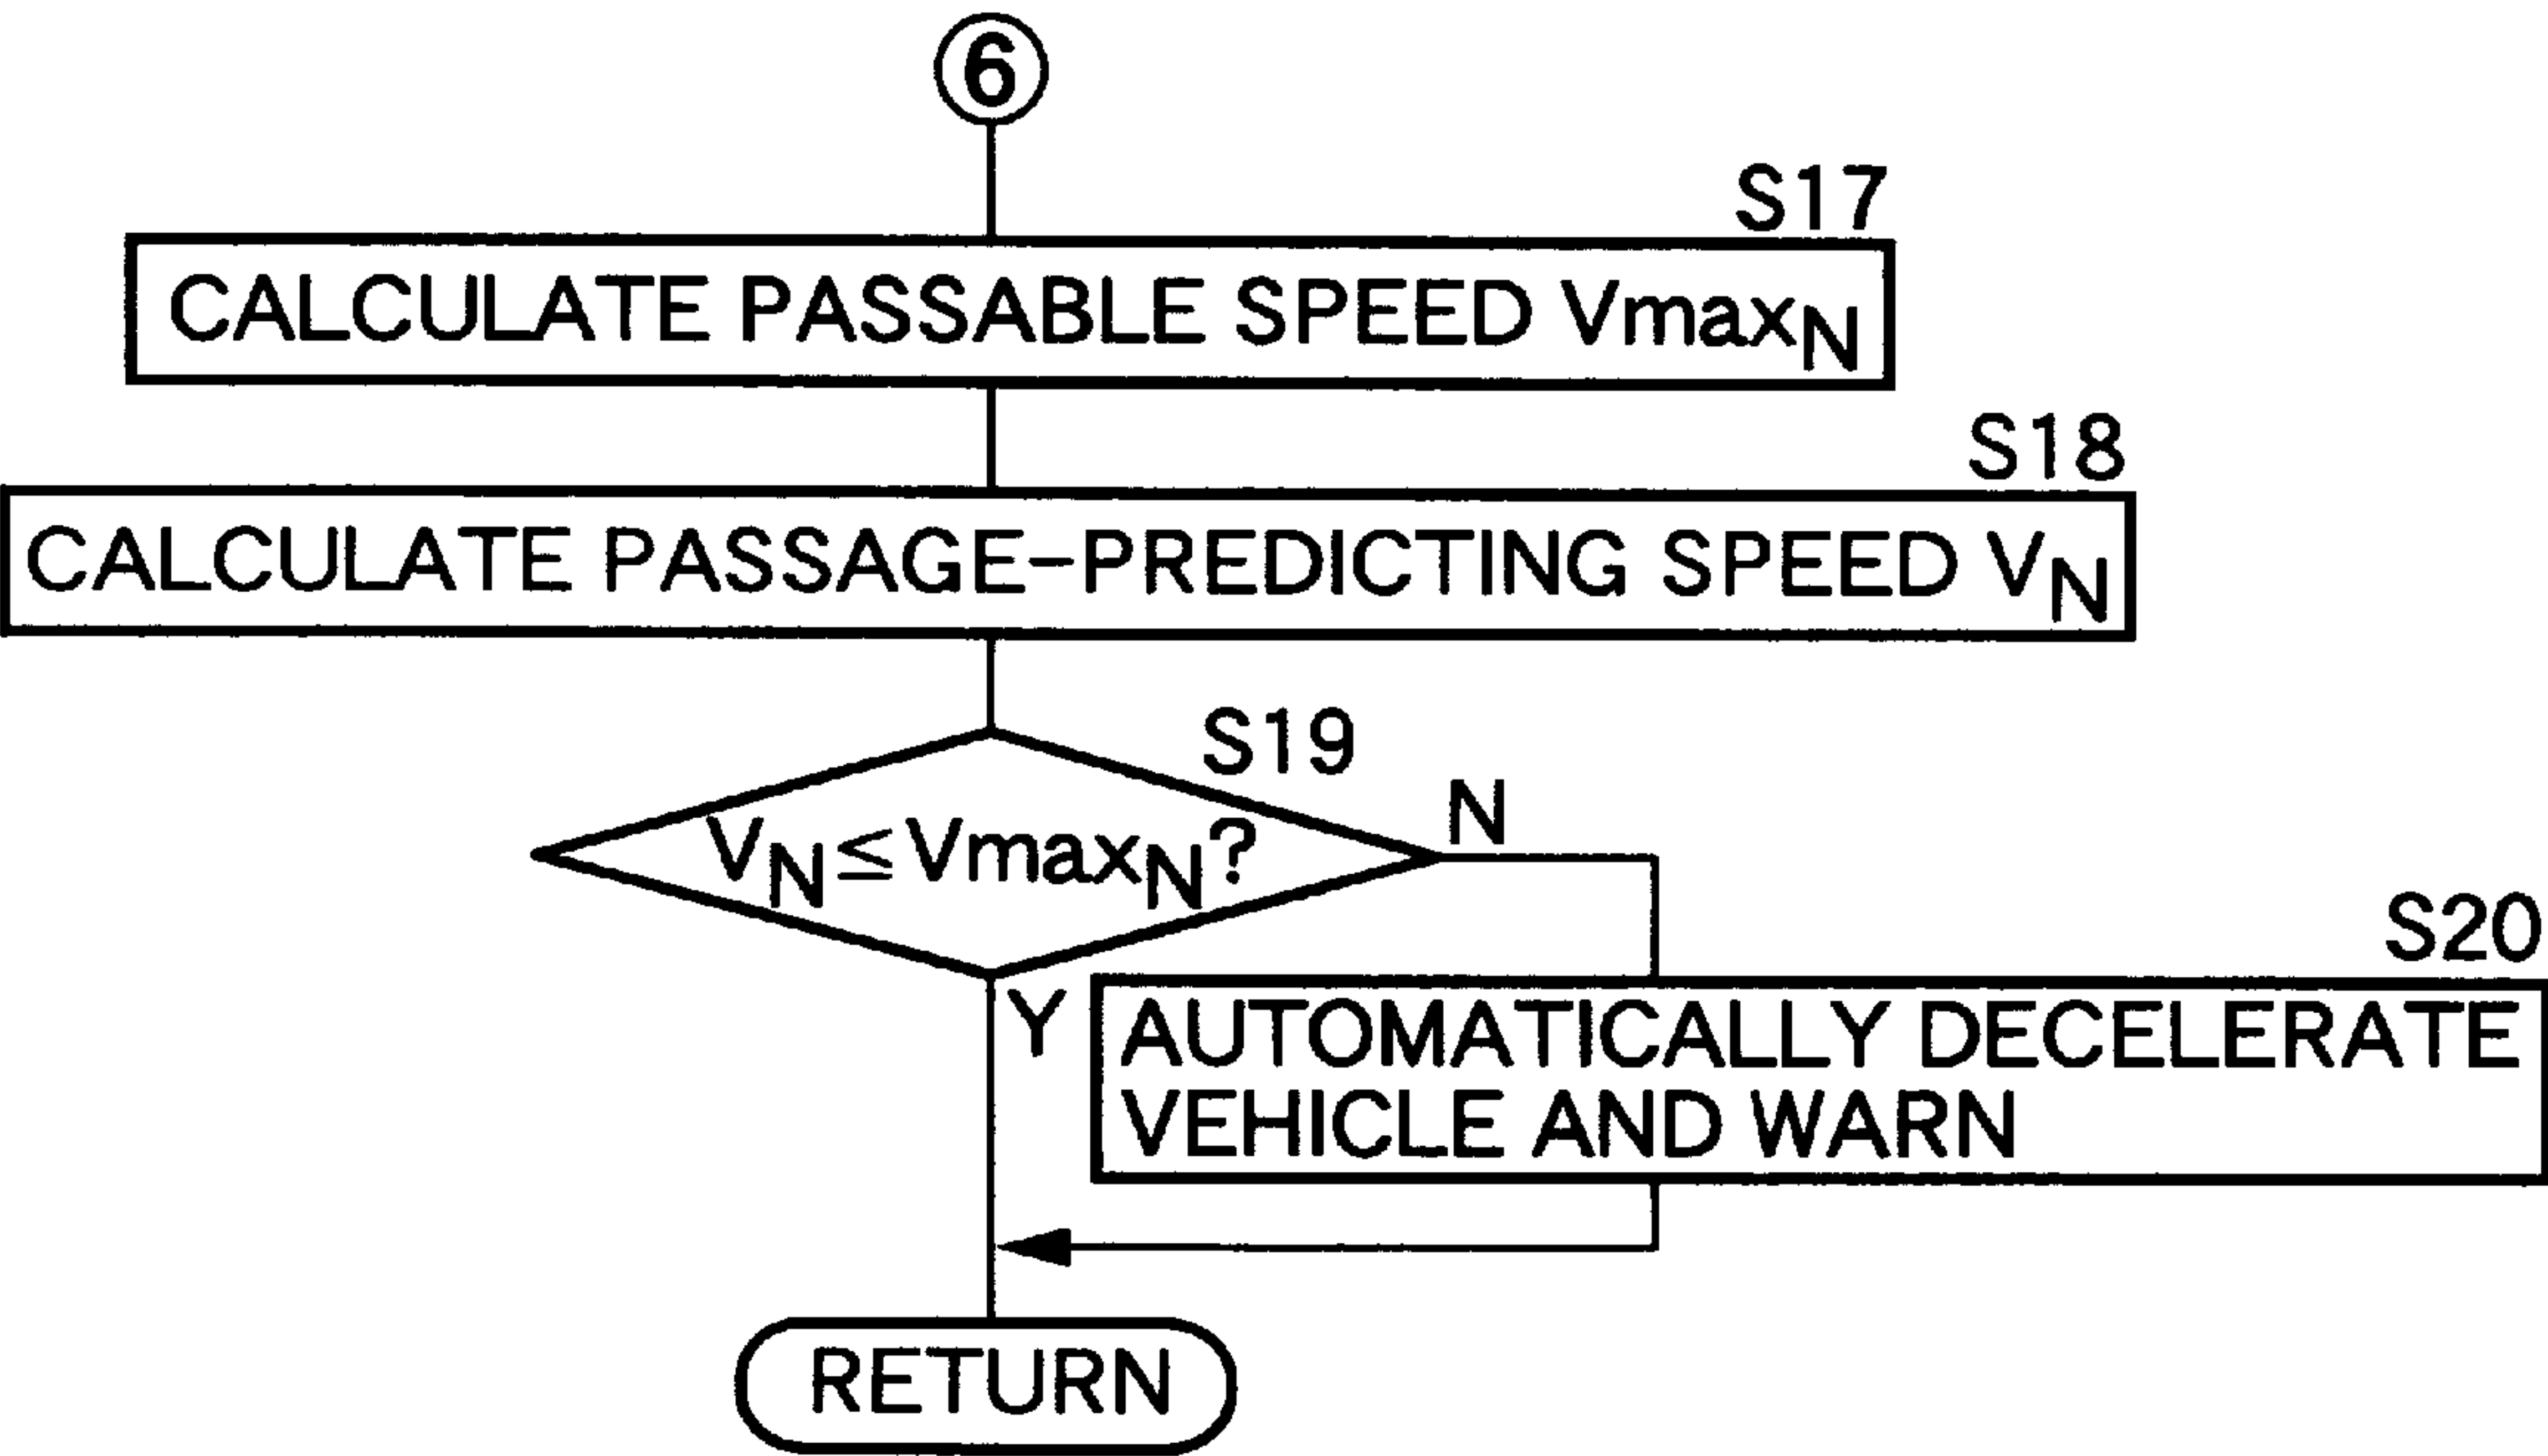 6
S17
CALCULATE PASSABLE SPEED VmaxN
S18
CALCULATE PASSAGE-PREDICTING SPEED VN
S19
VN≦VmaxN?
N
S20
Y
AUTOMATICALLY DECELERATE
VEHICLE AND WARN
RETURN